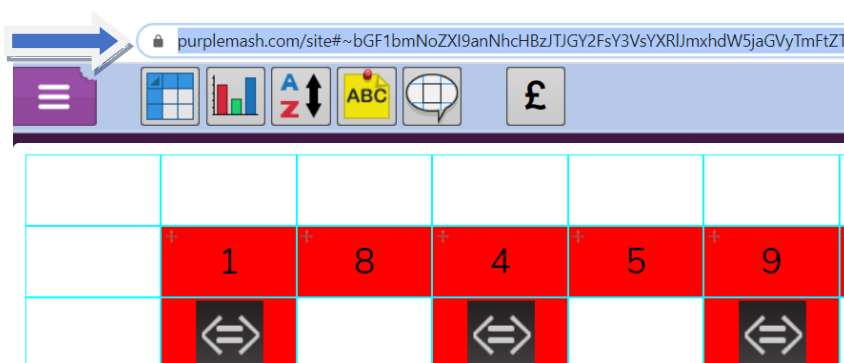 purplemash.com/site#~bGF1bmNoZXI9anNhcHBzJTJGY2FsY3VsYXRlJmxhdW5jaGVyTmFtZT
A Z ABC £
1 8 4 5 9